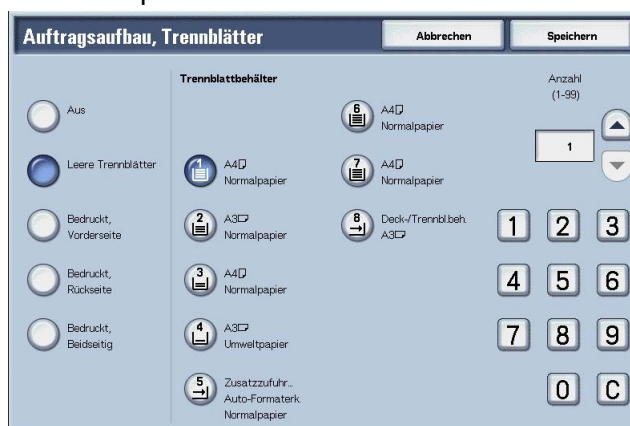 Auftragsaufbau, Trennblätter
Abbrechen
Speichern
Aus
Leere Trennblätter
Bedruckt,
Vorderseite
Bedruckt,
Rückseite
Bedruckt,
Beidseitig
Trennblattbehälter
1
A4
Normalpapier
2
A3
Normalpapier
3
A4
Normalpapier
4
A3
Umweltpapier
5
Zusatzzufuhr...
Auto-Formaterk.
Normalpapier
6
A4
Normalpapier
7
A4
Normalpapier
8
Deck-/Trennbl.beh.
A3
Anzahl
(1-99)
1
1 2 3
4 5 6
7 8 9
0 C